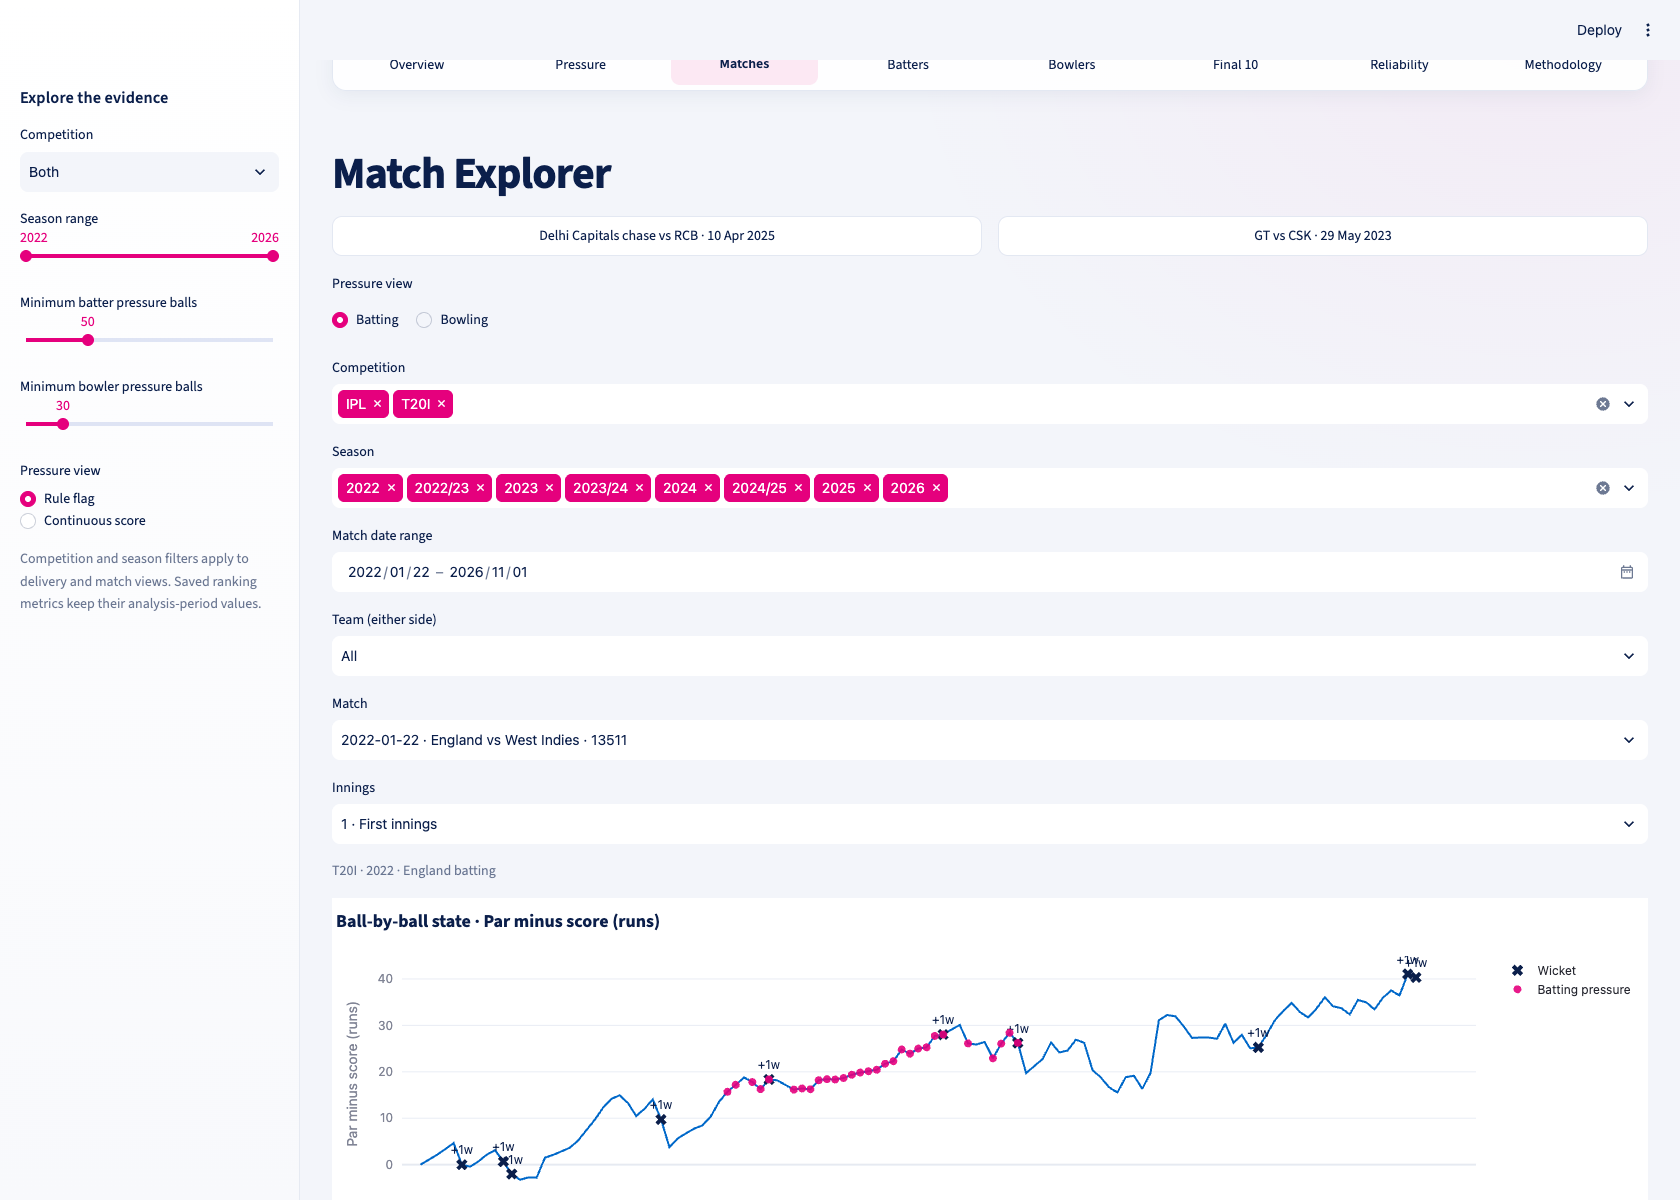 Deploy
Overview
Pressure
Matches
Batters
Bowlers
Final 10
Reliability
Methodology
Explore the evidence
Competition
Both
Season range
2022 2026
Minimum batter pressure balls
50
Minimum bowler pressure balls
30
Pressure view
Rule flag
Continuous score
Competition and season filters apply to
delivery and match views. Saved ranking
metrics keep their analysis-period values.
Match Explorer
Delhi Capitals chase vs RCB · 10 Apr 2025
GT vs CSK · 29 May 2023
Pressure view
Batting
Bowling
Competition
IPL
T20I
Season
2022
2022/23
2023
2023/24
2024
2024/25
2025
2026
Match date range
2022/01/22 – 2026/11/01
Team (either side)
All
Match
2022-01-22 · England vs West Indies · 13511
Innings
1 · First innings
T20I · 2022 · England batting
Ball-by-ball state · Par minus score (runs)
Par minus score (runs)
40
30
20
10
0
+1w
+1w
+1w
+1w
+1w
+1w
+1w
+1w
+1w
+1w
Wicket
Batting pressure